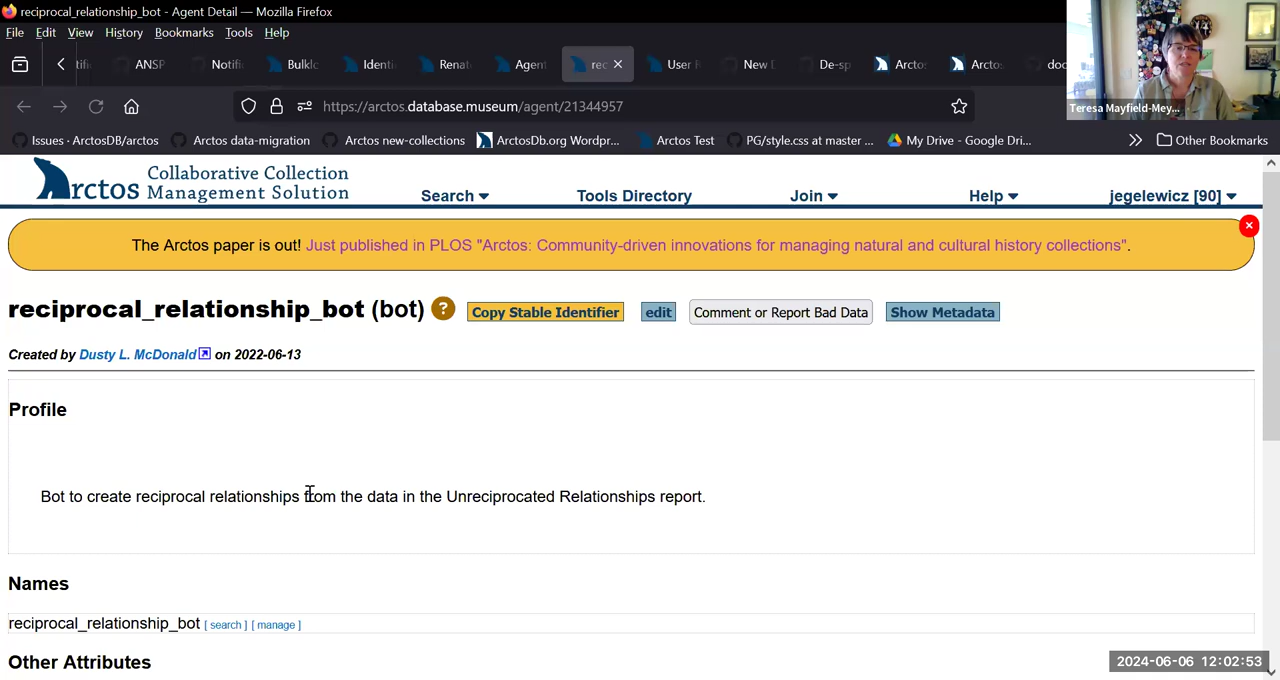 reciprocal_relationship_bot - Agent Detail — Mozilla Firefox
File Edit View History Bookmarks Tools Help
ANSP Notifi Bulklo Identi Renat Agent rec User R New I De-sp Arcto: Arcto: doc
https://arctos.database.museum/agent/21344957
Teresa Mayfield-Mey...
Issues · ArctosDB/arctos Arctos data-migration Arctos new-collections ArctosDb.org Wordpr... Arctos Test PG/style.css at master ... My Drive - Google Dri... Other Bookmarks
Arctos Collaborative Collection
Management Solution
Search Tools Directory Join Help jegelewicz [90]
The Arctos paper is out! Just published in PLOS "Arctos: Community-driven innovations for managing natural and cultural history collections".
reciprocal_relationship_bot (bot) ? Copy Stable Identifier edit Comment or Report Bad Data Show Metadata
Created by Dusty L. McDonald on 2022-06-13
Profile
Bot to create reciprocal relationships from the data in the Unreciprocated Relationships report.
Names
reciprocal_relationship_bot [ search ] [ manage ]
Other Attributes
2024-06-06 12:02:53